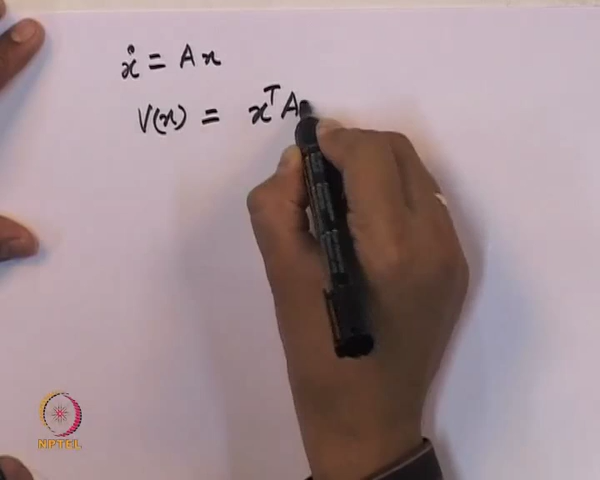 ẋ = Ax
V(x) = xᵀA
NPTEL